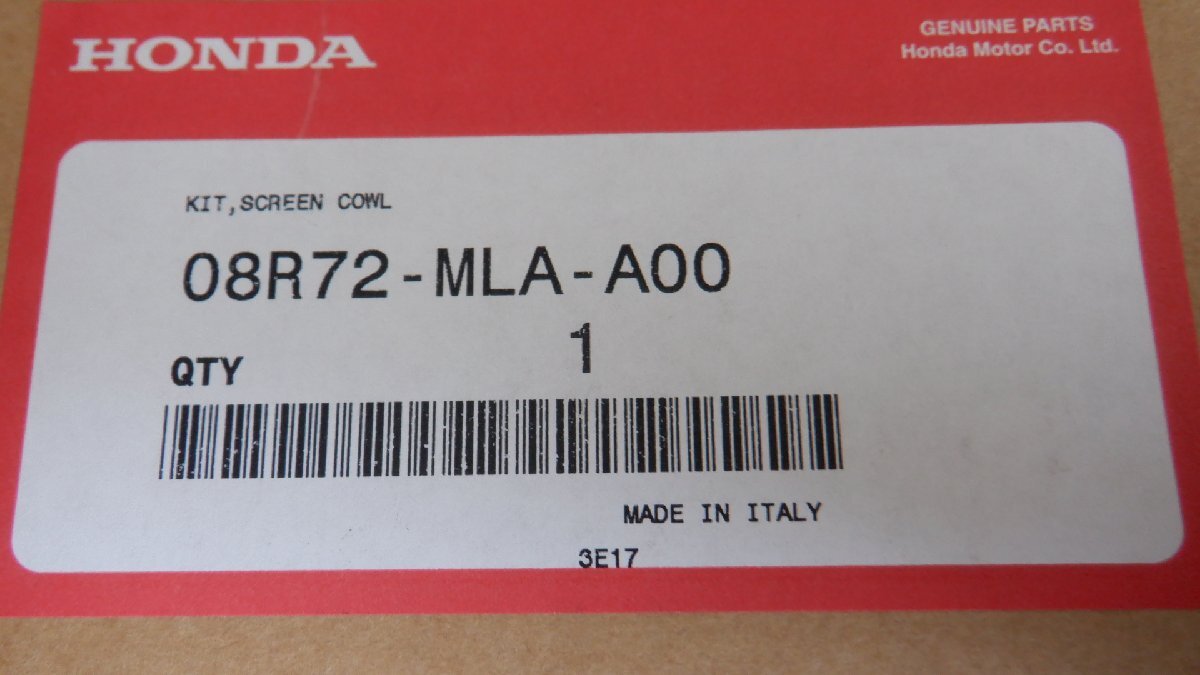 HONDA
GENUINE PARTS
Honda Motor Co. Ltd.
KIT,SCREEN COWL
08R72-MLA-A00
QTY 1
MADE IN ITALY
3E17